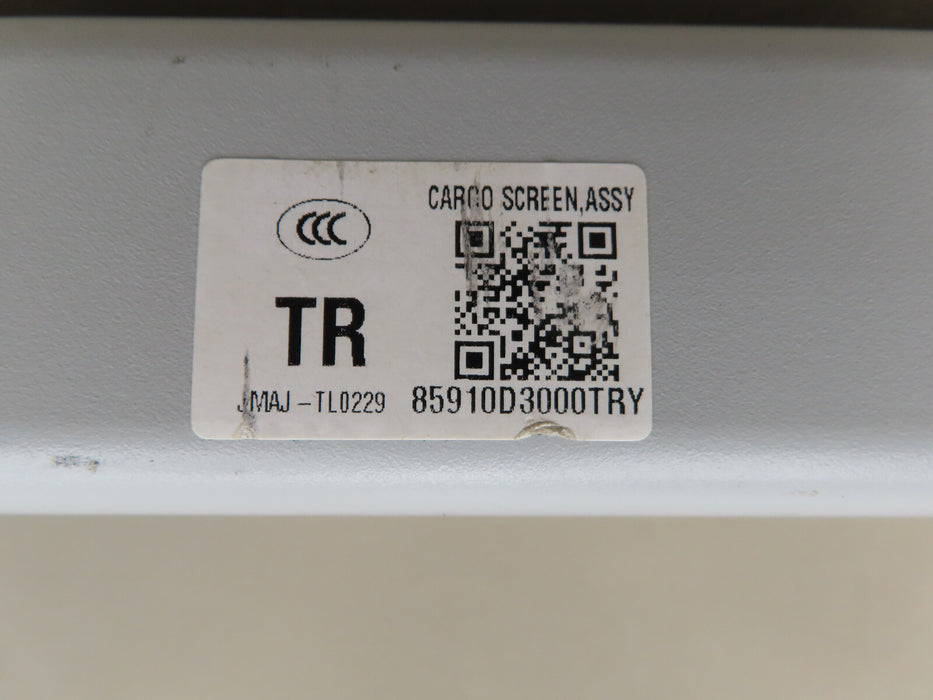 CCC
CARGO SCREEN,ASSY
TR
JMAJ-TL0229
85910D3000TRY